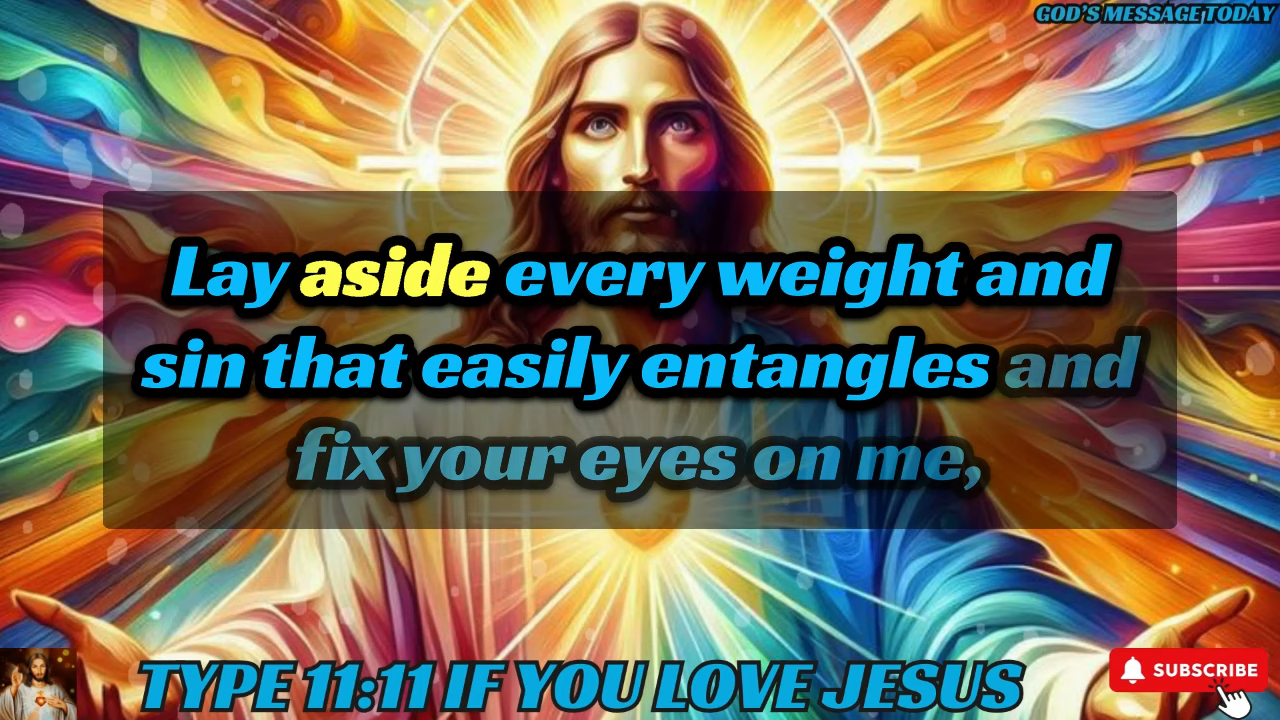 GOD'S MESSAGE TODAY
Lay aside every weight and
sin that easily entangles and
fix your eyes on me,
TYPE 11:11 IF YOU LOVE JESUS
SUBSCRIBE